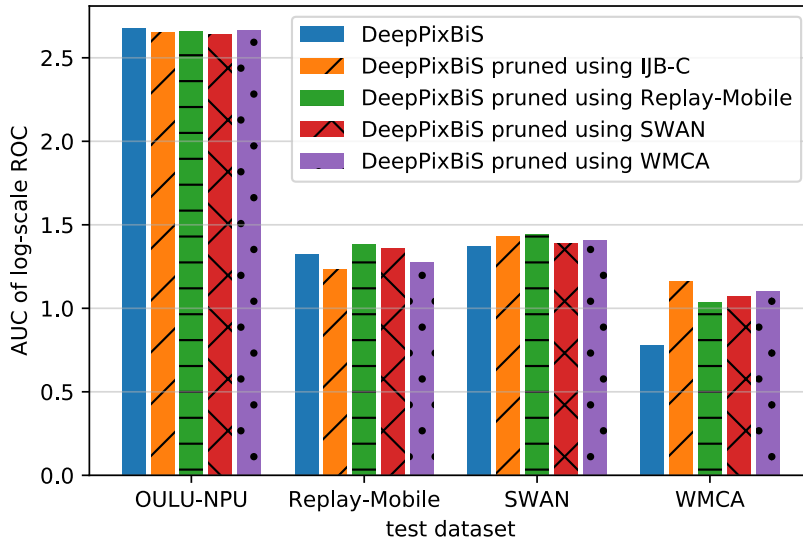 AUC of log-scale ROC
2.5
2.0
1.5
1.0
0.5
0.0
DeepPixBiS
DeepPixBiS pruned using IJB-C
DeepPixBiS pruned using Replay-Mobile
DeepPixBiS pruned using SWAN
DeepPixBiS pruned using WMCA
OULU-NPU Replay-Mobile SWAN WMCA
test dataset